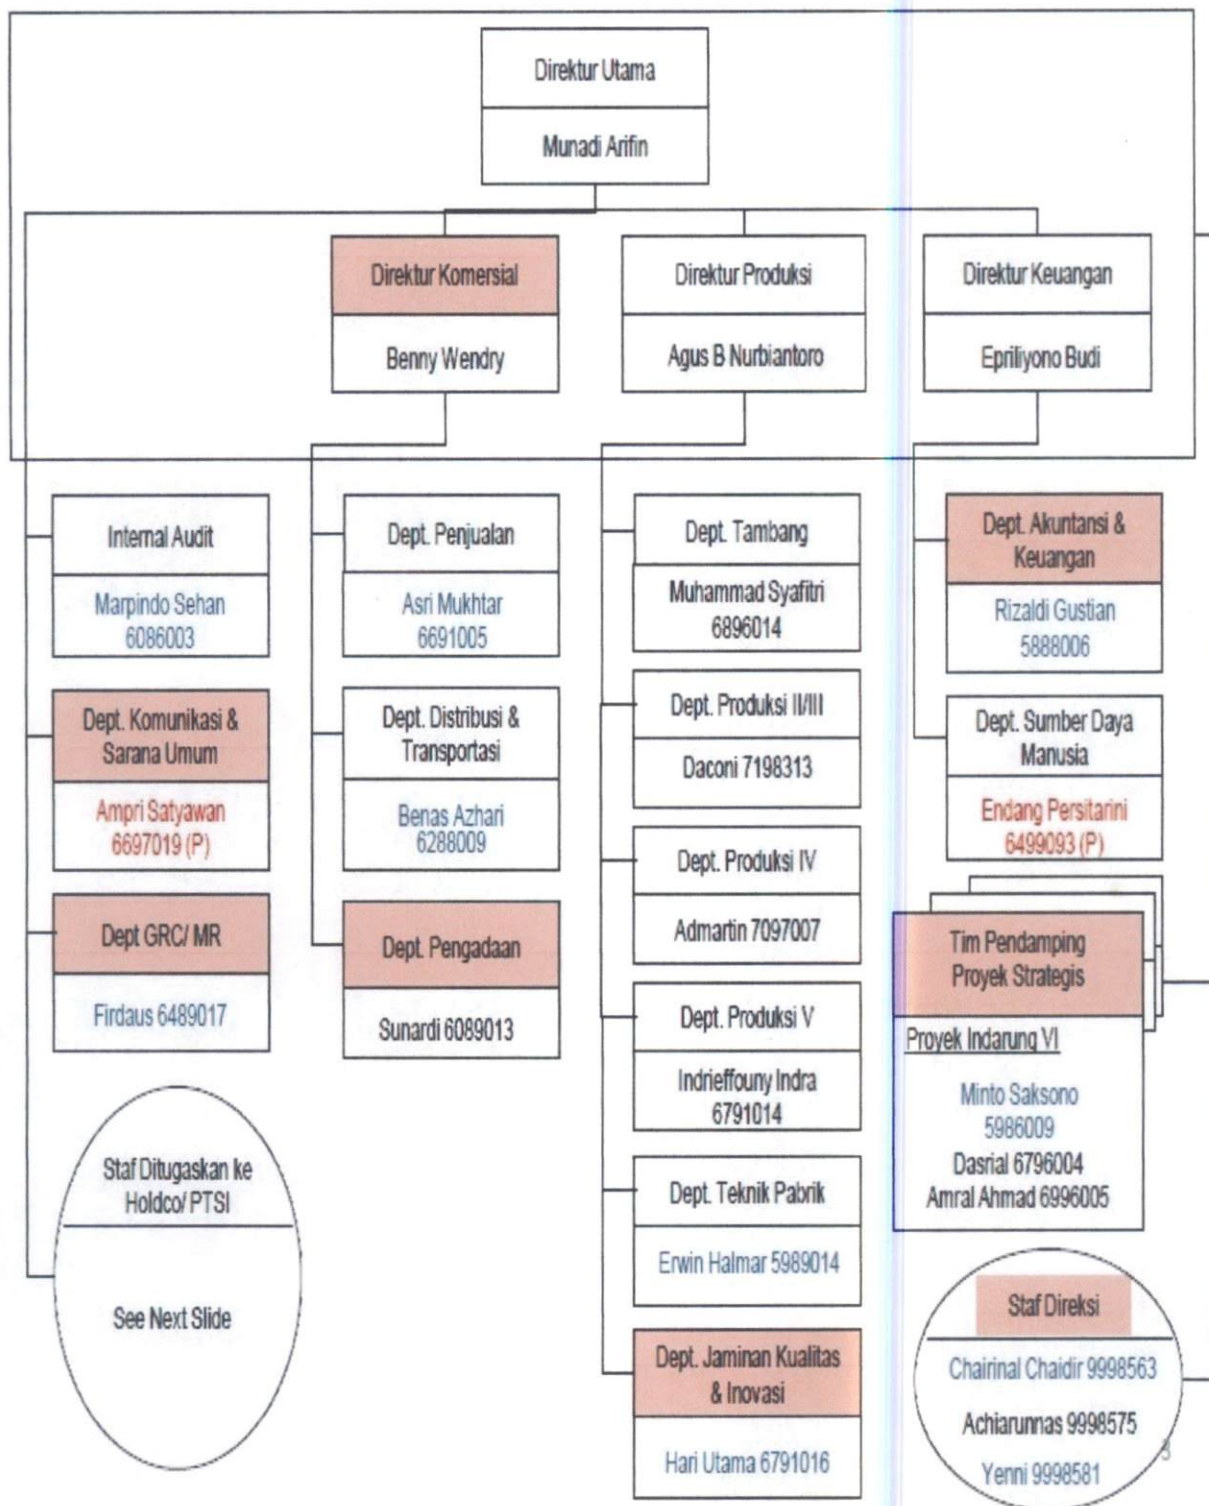 Direktur Utama
Munadi Arifin
Direktur Komersial
Benny Wendry
Direktur Produksi
Agus B Nurbiantoro
Direktur Keuangan
Epriliyono Budi
Internal Audit
Marpindo Sehan
6086003
Dept. Komunikasi &
Sarana Umum
Ampri Satyawan
6697019 (P)
Dept GRC/ MR
Firdaus 6489017
Staf Ditugaskan ke
Holdco/ PTSI
See Next Slide
Dept. Penjualan
Asri Mukhtar
6691005
Dept. Distribusi &
Transportasi
Benas Azhari
6288009
Dept. Pengadaan
Sunardi 6089013
Dept. Tambang
Muhammad Syafitri
6896014
Dept. Produksi II/III
Daconi 7198313
Dept. Produksi IV
Admartin 7097007
Dept. Produksi V
Indrieffouny Indra
6791014
Dept. Teknik Pabrik
Erwin Halmar 5989014
Dept. Jaminan Kualitas
& Inovasi
Hari Utama 6791016
Dept. Akuntansi &
Keuangan
Rizaldi Gustian
5888006
Dept. Sumber Daya
Manusia
Endang Persitarini
6499093 (P)
Tim Pendamping
Proyek Strategis
Proyek Indarung VI
Minto Saksono
5986009
Dasrial 6796004
Amral Ahmad 6996005
Staf Direksi
Chairinal Chaidir 9998563
Achiarunnas 9998575
Yenni 9998581